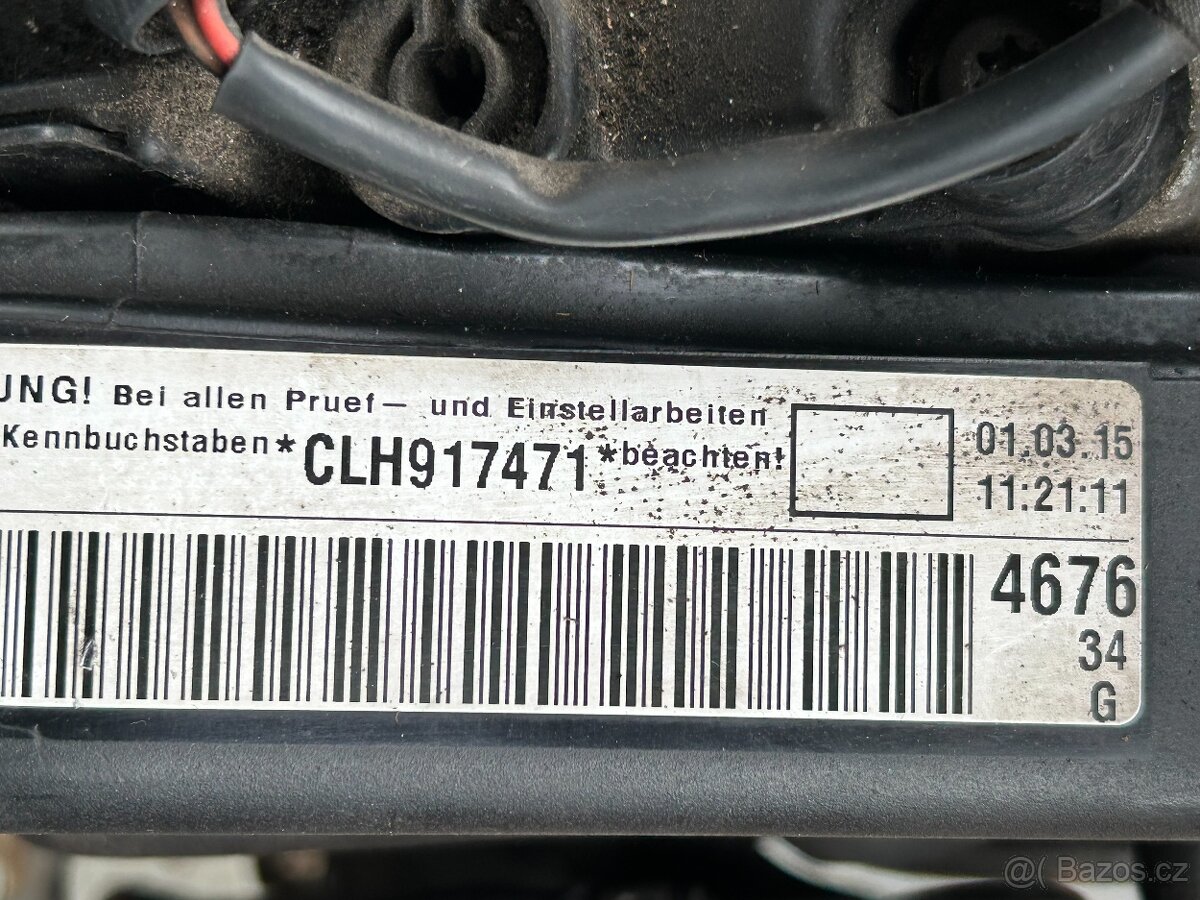 UNG! Bei allen Pruef- und Einstellarbeiten
Kennbuchstaben*CLH917471*beachten!
01.03.15
11:21:11
4676
34
G
@( Bazos.cz